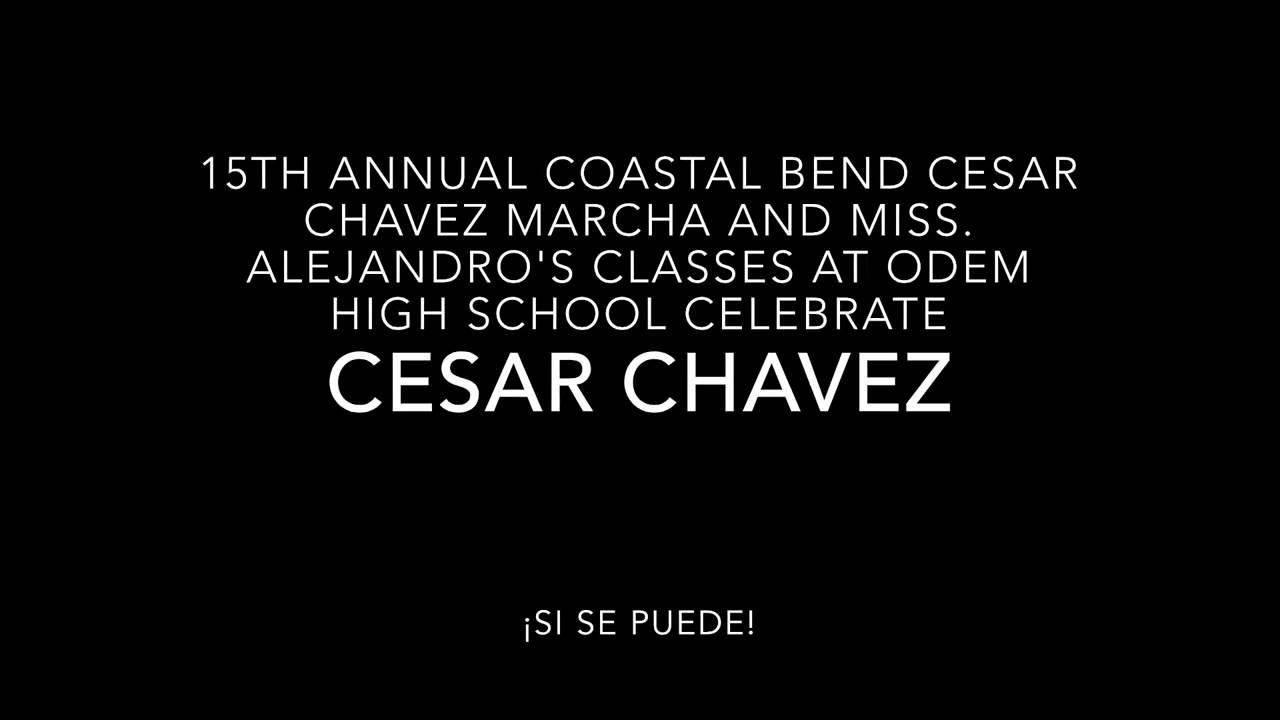 15TH ANNUAL COASTAL BEND CESAR
CHAVEZ MARCHA AND MISS.
ALEJANDRO'S CLASSES AT ODEM
HIGH SCHOOL CELEBRATE
CESAR CHAVEZ
¡SI SE PUEDE!